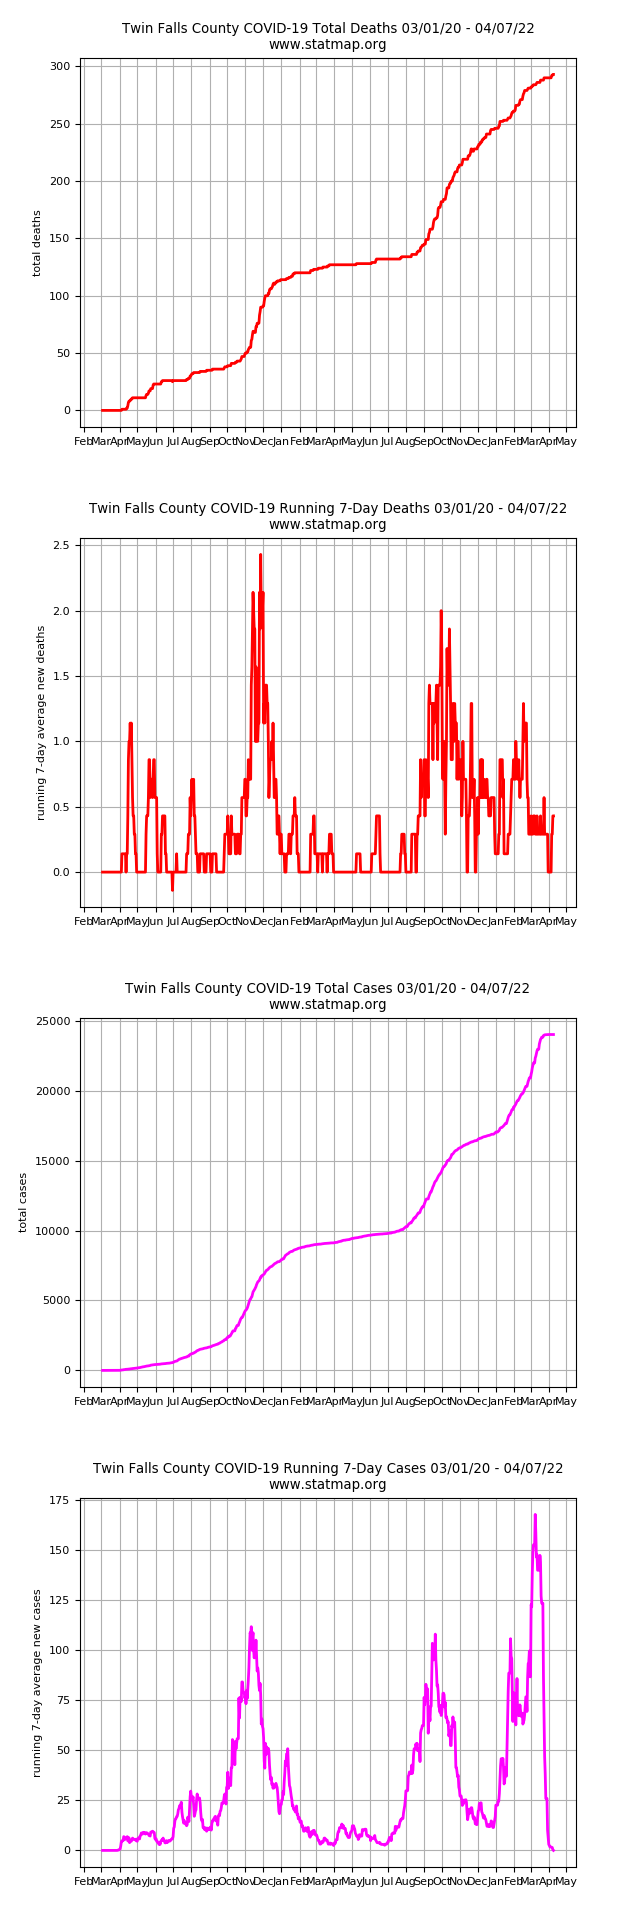 Twin Falls County COVID-19 Total Deaths 03/01/20 - 04/07/22
www.statmap.org
300
250
200
150
100
50
0
total deaths
Feb Mar Apr May Jun Jul Aug Sep Oct Nov Dec Jan Feb Mar Apr May Jun Jul Aug Sep Oct Nov Dec Jan Feb Mar Apr May
Twin Falls County COVID-19 Running 7-Day Deaths 03/01/20 - 04/07/22
www.statmap.org
2.5
2.0
1.5
1.0
0.5
0.0
running 7-day average new deaths
Feb Mar Apr May Jun Jul Aug Sep Oct Nov Dec Jan Feb Mar Apr May Jun Jul Aug Sep Oct Nov Dec Jan Feb Mar Apr May
Twin Falls County COVID-19 Total Cases 03/01/20 - 04/07/22
www.statmap.org
25000
20000
15000
10000
5000
0
total cases
Feb Mar Apr May Jun Jul Aug Sep Oct Nov Dec Jan Feb Mar Apr May Jun Jul Aug Sep Oct Nov Dec Jan Feb Mar Apr May
Twin Falls County COVID-19 Running 7-Day Cases 03/01/20 - 04/07/22
www.statmap.org
175
150
125
100
75
50
25
0
running 7-day average new cases
Feb Mar Apr May Jun Jul Aug Sep Oct Nov Dec Jan Feb Mar Apr May Jun Jul Aug Sep Oct Nov Dec Jan Feb Mar Apr May